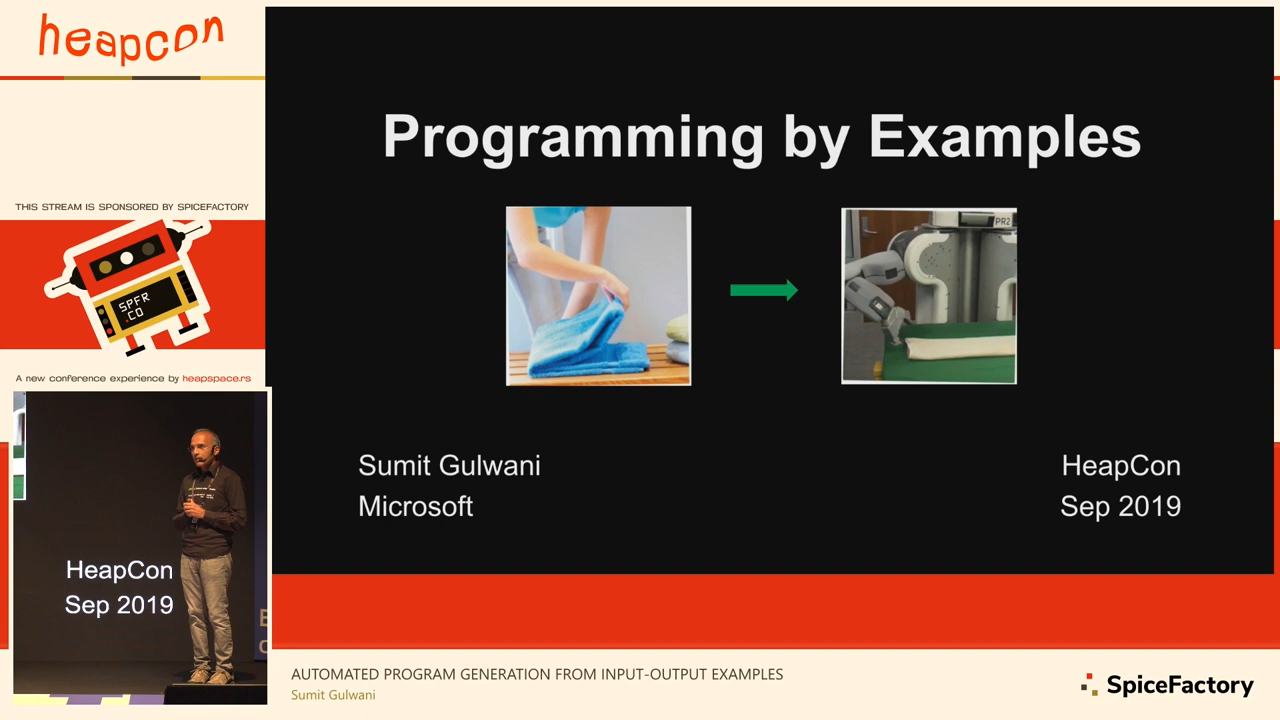 heapcon
THIS STREAM IS SPONSORED BY SPICEFACTORY
SPFR
.CO
A new conference experience by heapspace.rs
Programming by Examples
PR2
Sumit Gulwani
Microsoft
HeapCon
Sep 2019
HeapCon
Sep 2019
AUTOMATED PROGRAM GENERATION FROM INPUT-OUTPUT EXAMPLES
Sumit Gulwani
SpiceFactory